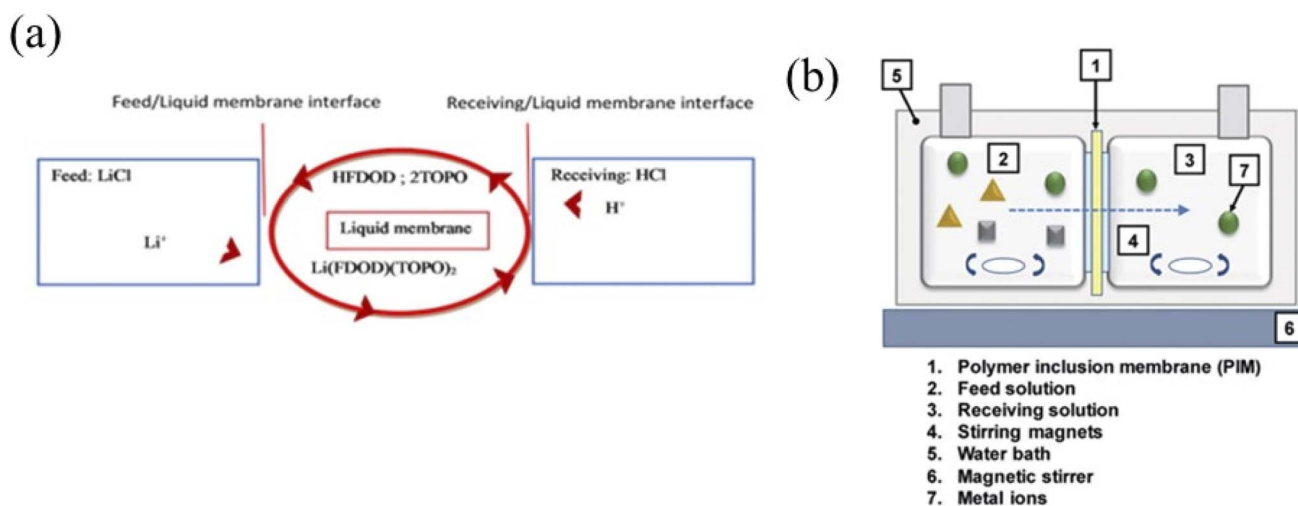 (a)
Feed/Liquid membrane interface
Receiving/Liquid membrane interface
Feed: LiCl
Li⁺
HFDOD ; 2TOPO
Liquid membrane
Li(FDOD)(TOPO)₂
Receiving: HCl
H⁺
(b)
1
5
2
3
7
4
6
1. Polymer inclusion membrane (PIM)
2. Feed solution
3. Receiving solution
4. Stirring magnets
5. Water bath
6. Magnetic stirrer
7. Metal ions